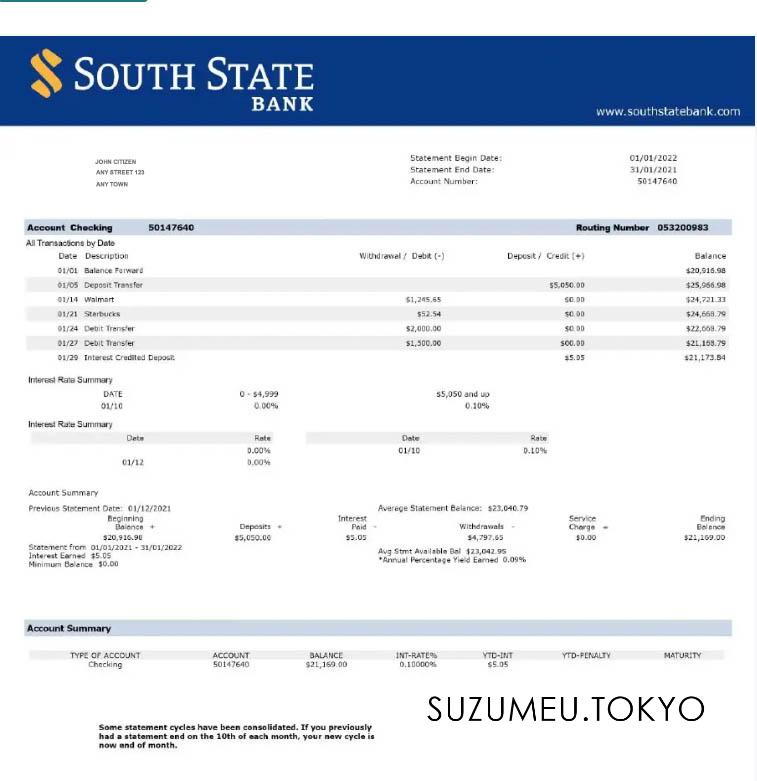 SOUTH STATE
BANK
www.southstatebank.com
JOHN CITIZEN
ANY STREET 123
ANY TOWN
Statement Begin Date: 01/01/2022
Statement End Date: 31/01/2021
Account Number: 50147640
Account Checking 50147640 Routing Number 053200983
All Transactions by Date
Date Description Withdrawal / Debit (-) Deposit / Credit (+) Balance
01/01 Balance Forward $20,916.98
01/05 Deposit Transfer $5,050.00 $25,966.98
01/14 Walmart $1,245.65 $0.00 $24,721.33
01/21 Starbucks $52.54 $0.00 $24,668.79
01/24 Debit Transfer $2,000.00 $0.00 $22,668.79
01/27 Debit Transfer $1,500.00 $00.00 $21,168.79
01/29 Interest Credited Deposit $5.05 $21,173.84
Interest Rate Summary
DATE 0 - $4,999 $5,050 and up
01/10 0.00% 0.10%
Interest Rate Summary
Date Rate Date Rate
0.00% 01/10 0.10%
01/12 0.00%
Account Summary
Previous Statement Date: 01/12/2021 Average Statement Balance: $23,040.79
Beginning Interest Service Ending
Balance + Deposits + Paid - Withdrawals - Charge = Balance
$20,916.98 $5,050.00 $5.05 $4,797.65 $0.00 $21,169.00
Statement from 01/01/2021 - 31/01/2022
Interest Earned $5.05
Minimum Balance $0.00
Avg Stmt Available Bal $23,042.95
*Annual Percentage Yield Earned 0.09%
Account Summary
TYPE OF ACCOUNT ACCOUNT BALANCE INT-RATE% YTD-INT YTD-PENALTY MATURITY
Checking 50147640 $21,169.00 0.10000% $5.05
SUZUMEU.TOKYO
Some statement cycles have been consolidated. If you previously
had a statement end on the 10th of each month, your new cycle is
now end of month.